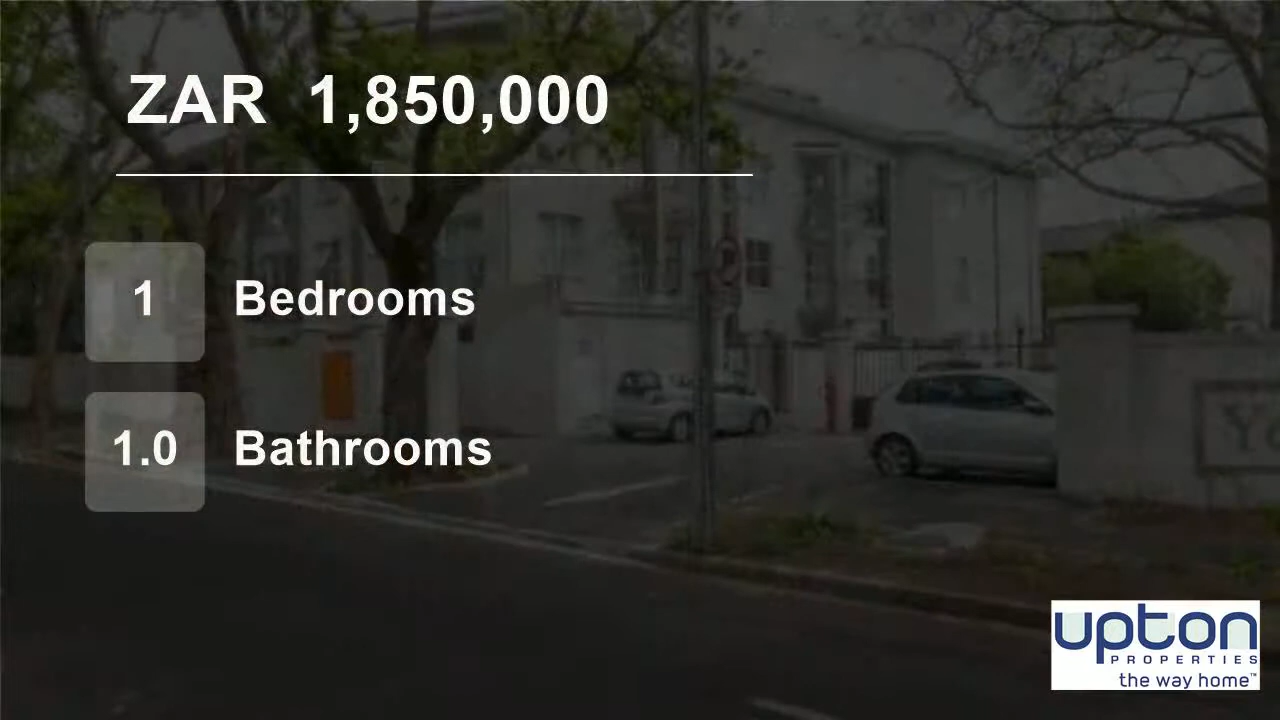 ZAR 1,850,000
1 Bedrooms
1.0 Bathrooms
upton
PROPERTIES
the way home™